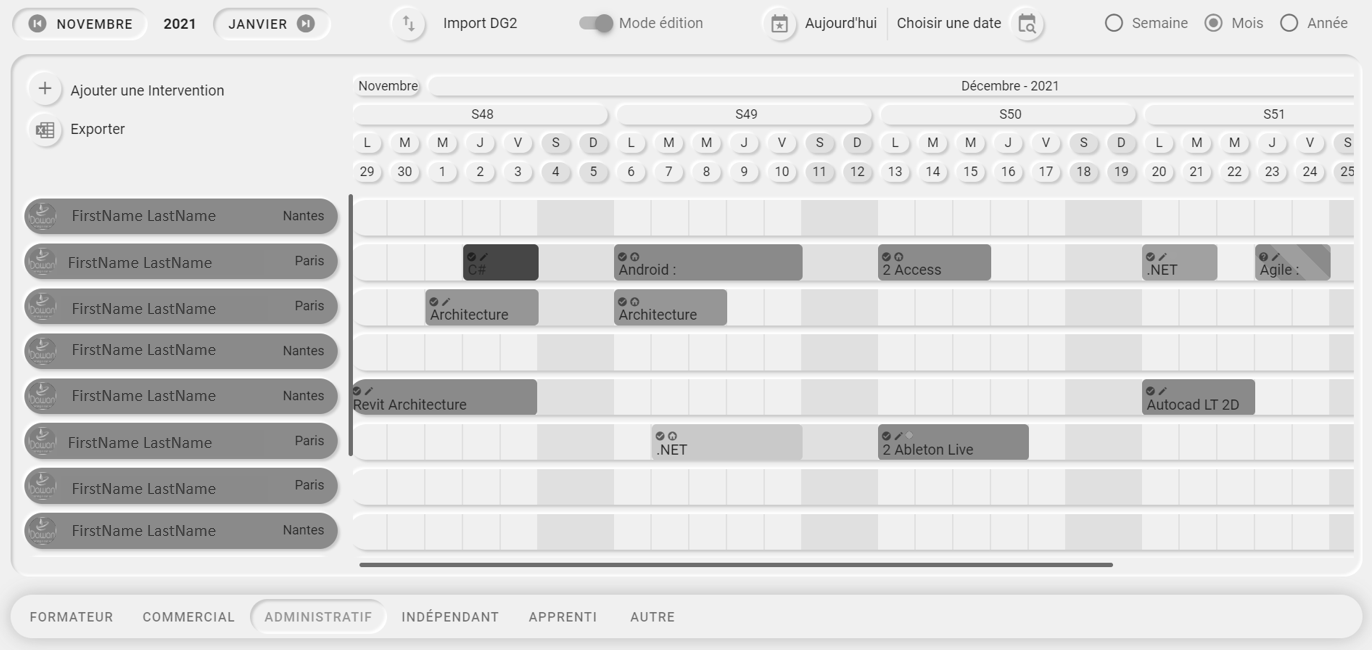 NOVEMBRE 2021 JANVIER Import DG2 Mode édition Aujourd'hui Choisir une date Semaine Mois Année
Ajouter une Intervention
Exporter
Novembre Décembre - 2021
S48 S49 S50 S51
L M M J V S D L M M J V S D L M M J V S D L M M J V S
29 30 1 2 3 4 5 6 7 8 9 10 11 12 13 14 15 16 17 18 19 20 21 22 23 24 25
FirstName LastName Nantes
FirstName LastName Paris C# Android : 2 Access .NET Agile :
FirstName LastName Paris Architecture Architecture
FirstName LastName Nantes
FirstName LastName Nantes Revit Architecture Autocad LT 2D
FirstName LastName Paris .NET 2 Ableton Live
FirstName LastName Paris
FirstName LastName Nantes
FORMATEUR COMMERCIAL ADMINISTRATIF INDÉPENDANT APPRENTI AUTRE